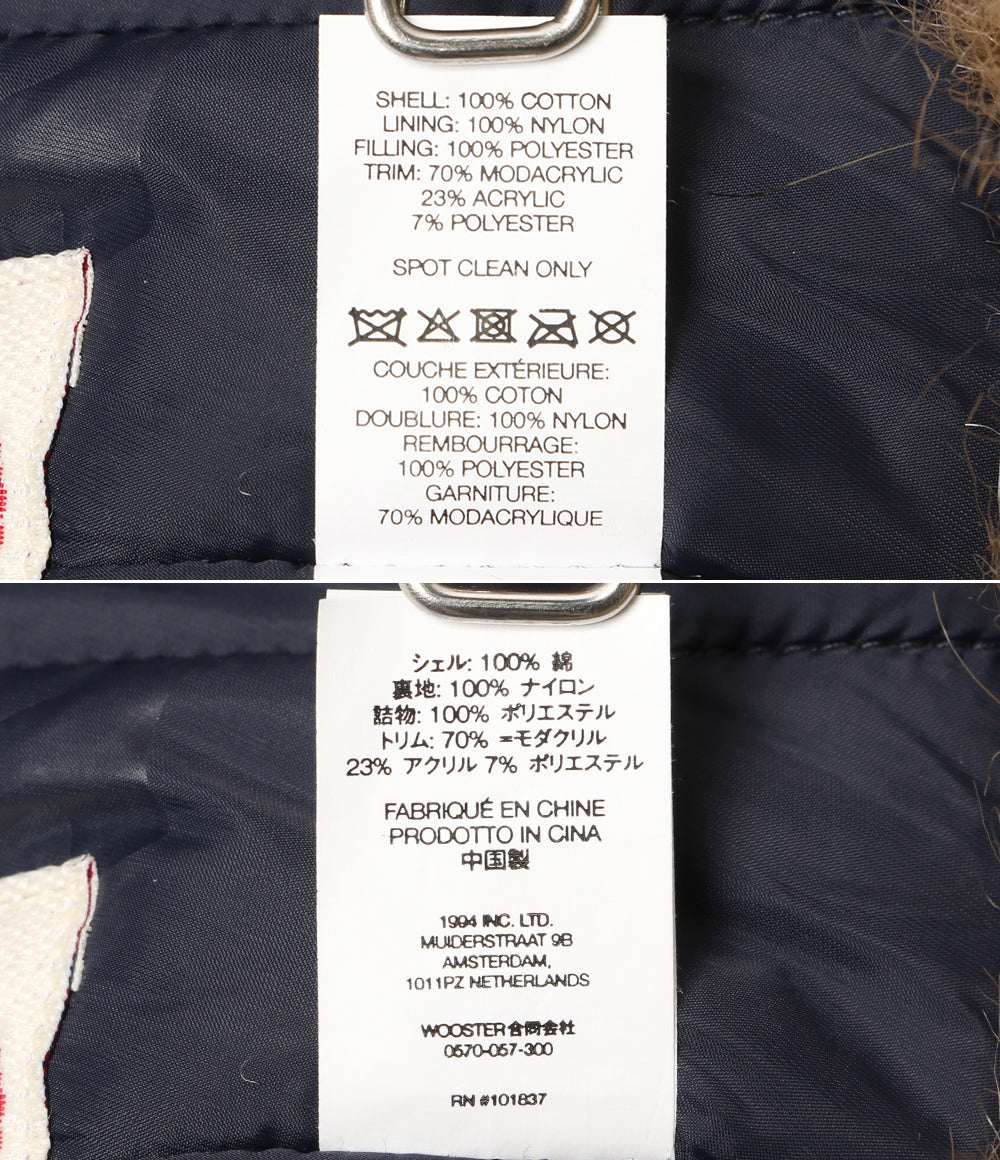 SHELL: 100% COTTON
LINING: 100% NYLON
FILLING: 100% POLYESTER
TRIM: 70% MODACRYLIC
23% ACRYLIC
7% POLYESTER
SPOT CLEAN ONLY
COUCHE EXTÉRIEURE:
100% COTON
DOUBLURE: 100% NYLON
REMBOURRAGE:
100% POLYESTER
GARNITURE:
70% MODACRYLIQUE
シェル: 100% 綿
裏地: 100% ナイロン
詰物: 100% ポリエステル
トリム: 70% =モダクリル
23% アクリル 7% ポリエステル
FABRIQUÉ EN CHINE
PRODOTTO IN CINA
中国製
1994 INC. LTD.
MUIDERSTRAAT 9B
AMSTERDAM,
1011PZ NETHERLANDS
WOOSTER合同会社
0570-057-300
RN #101837